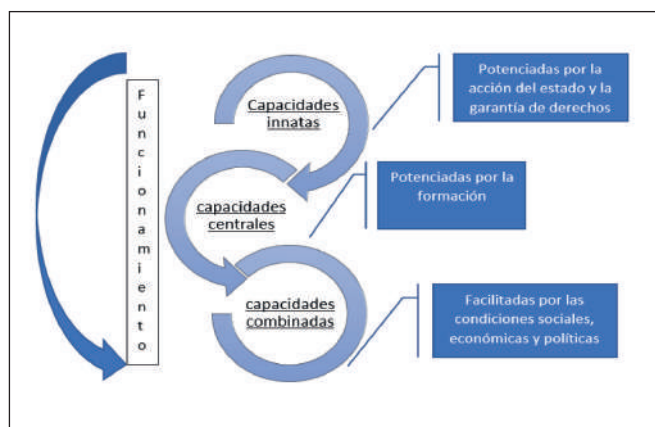 Funcionamiento
Capacidades
innatas
Potenciadas por la
acción del estado y la
garantía de derechos
capacidades
centrales
Potenciadas por la
formación
capacidades
combinadas
Facilitadas por las
condiciones sociales,
económicas y políticas